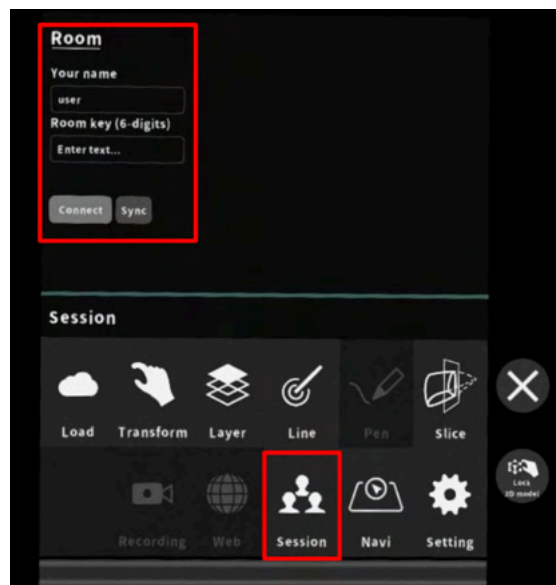 Room
Your name
user
Room key (6-digits)
Enter text...
Connect Sync
Session
Load Transform Layer Line Pen Slice
Recording Web Session Navi Setting
Lock
3D model